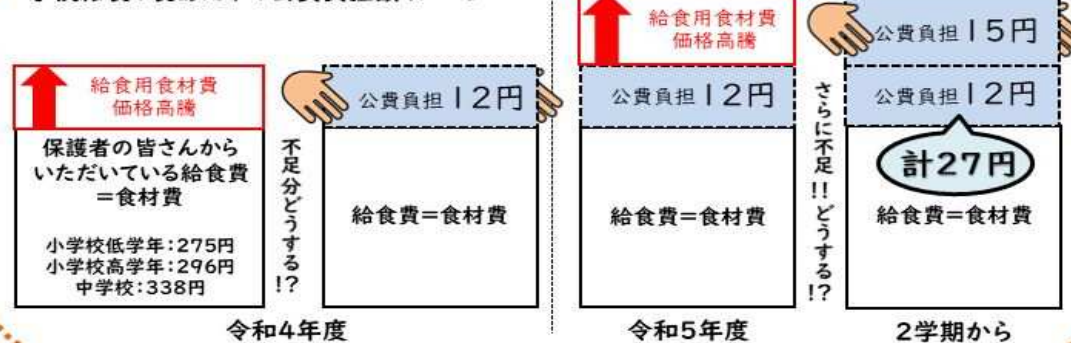 給食用食材費
価格高騰
保護者の皆さんから
いただいている給食費
=食材費
小学校低学年:275円
小学校高学年:296円
中学校:338円
不足分どうする!?
公費負担12円
給食費=食材費
令和4年度
給食用食材費
価格高騰
公費負担12円
給食費=食材費
令和5年度
さらに不足!!どうする!?
公費負担15円
公費負担12円
計27円
給食費=食材費
2学期から